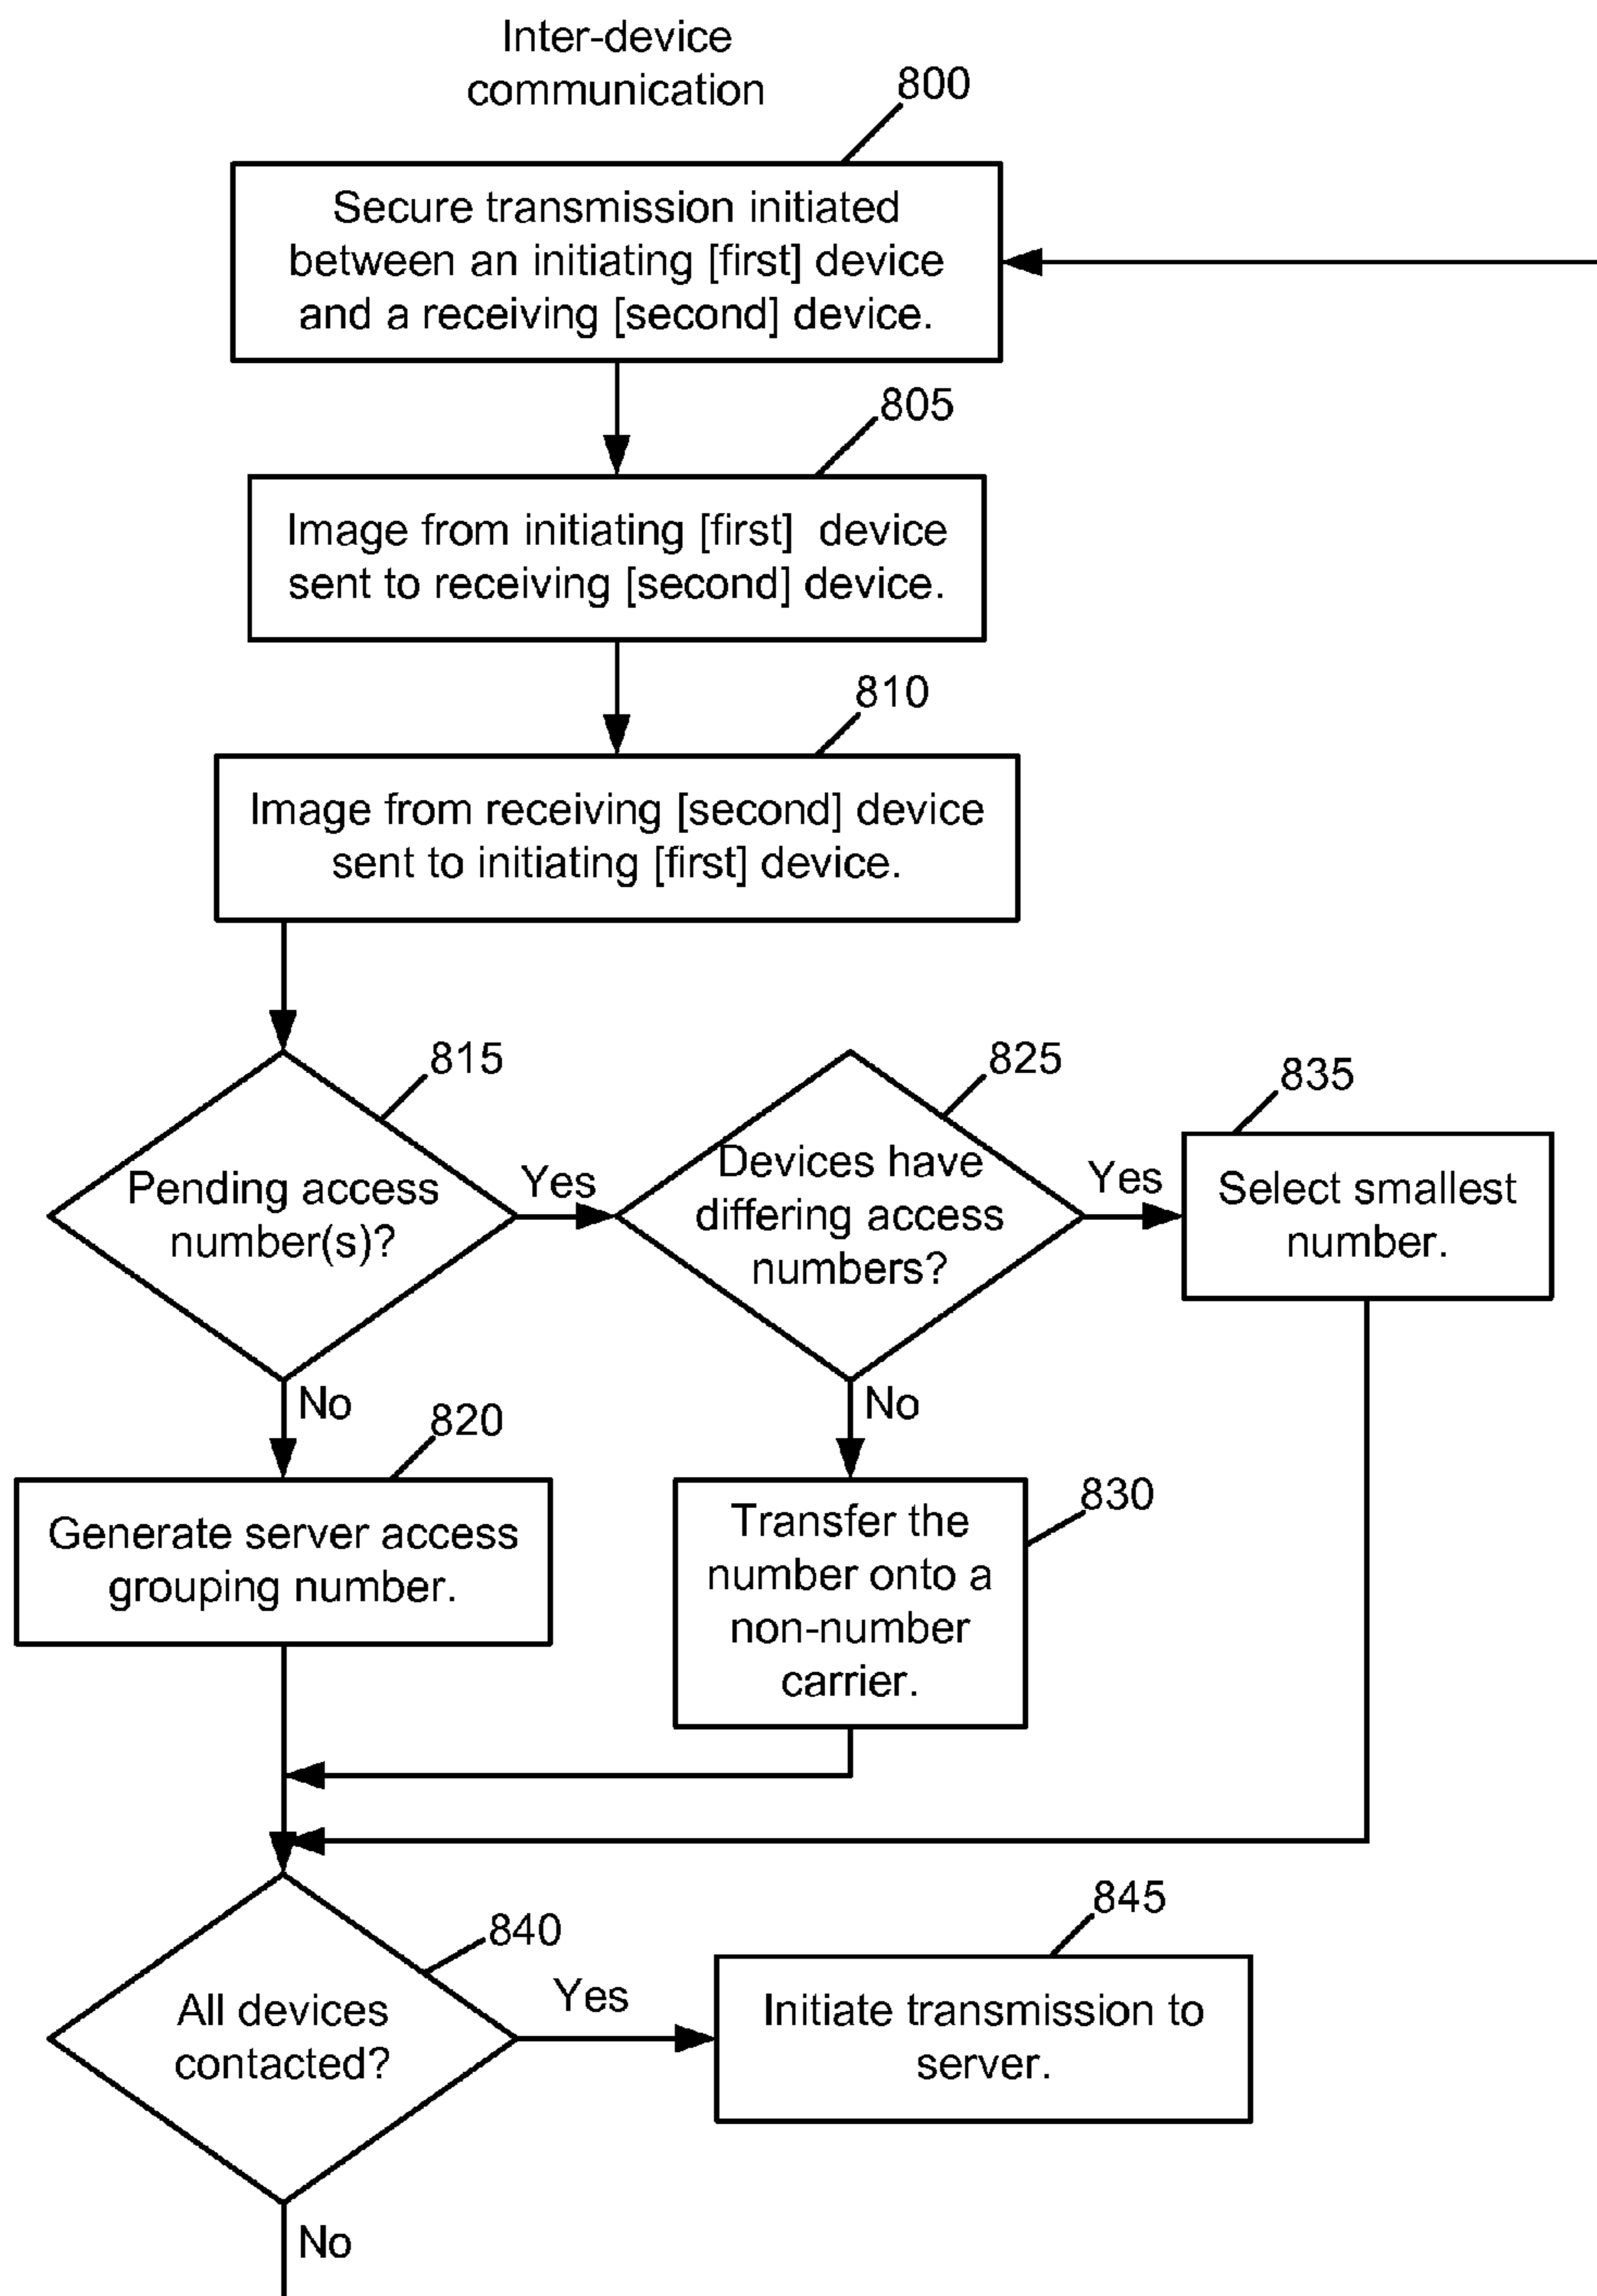 Inter-device
communication
800
Secure transmission initiated
between an initiating [first] device
and a receiving [second] device.
805
Image from initiating [first] device
sent to receiving [second] device.
810
Image from receiving [second] device
sent to initiating [first] device.
815
Pending access
number(s)?
Yes
825
Devices have
differing access
numbers?
Yes
835
Select smallest
number.
No
820
Generate server access
grouping number.
No
830
Transfer the
number onto a
non-number
carrier.
840
All devices
contacted?
Yes
845
Initiate transmission to
server.
No